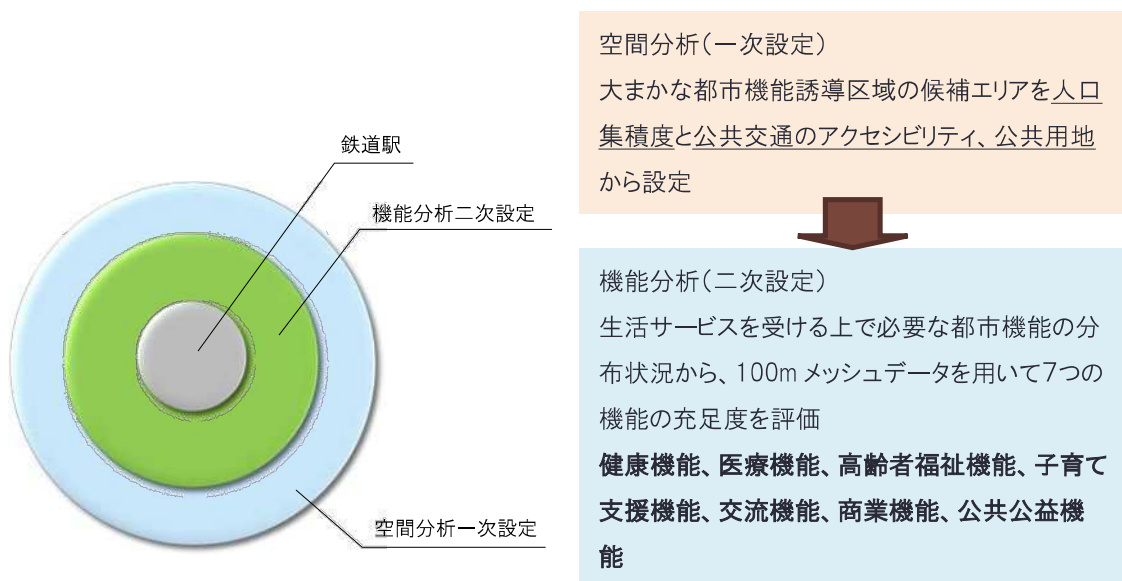 鉄道駅
機能分析二次設定
空間分析一次設定
空間分析(一次設定)
大まかな都市機能誘導区域の候補エリアを人口
集積度と公共交通のアクセシビリティ、公共用地
から設定
機能分析(二次設定)
生活サービスを受ける上で必要な都市機能の分
布状況から、100mメッシュデータを用いて7つの
機能の充足度を評価
健康機能、医療機能、高齢者福祉機能、子育て
支援機能、交流機能、商業機能、公共公益機
能